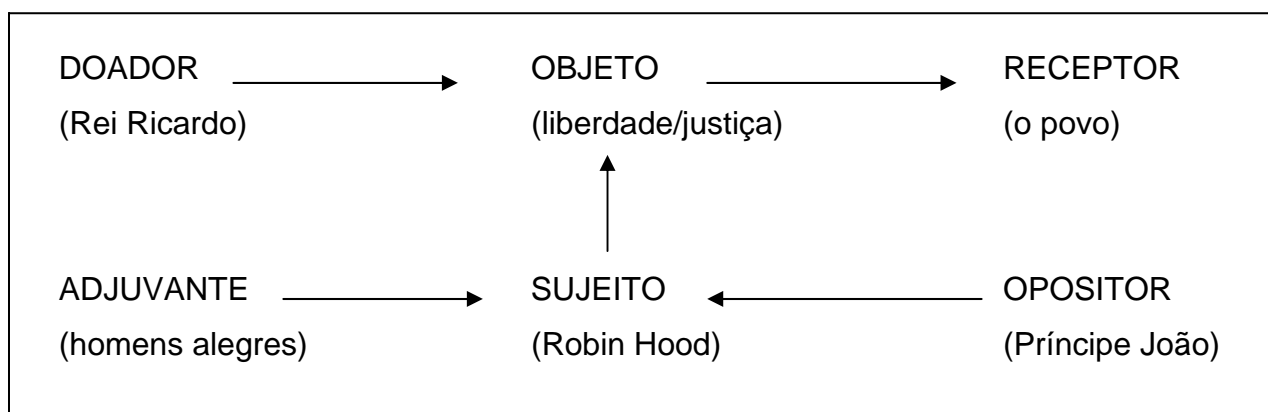 DOADOR OBJETO RECEPTOR
(Rei Ricardo) (liberdade/justiça) (o povo)
ADJUVANTE SUJEITO OPOSITOR
(homens alegres) (Robin Hood) (Príncipe João)